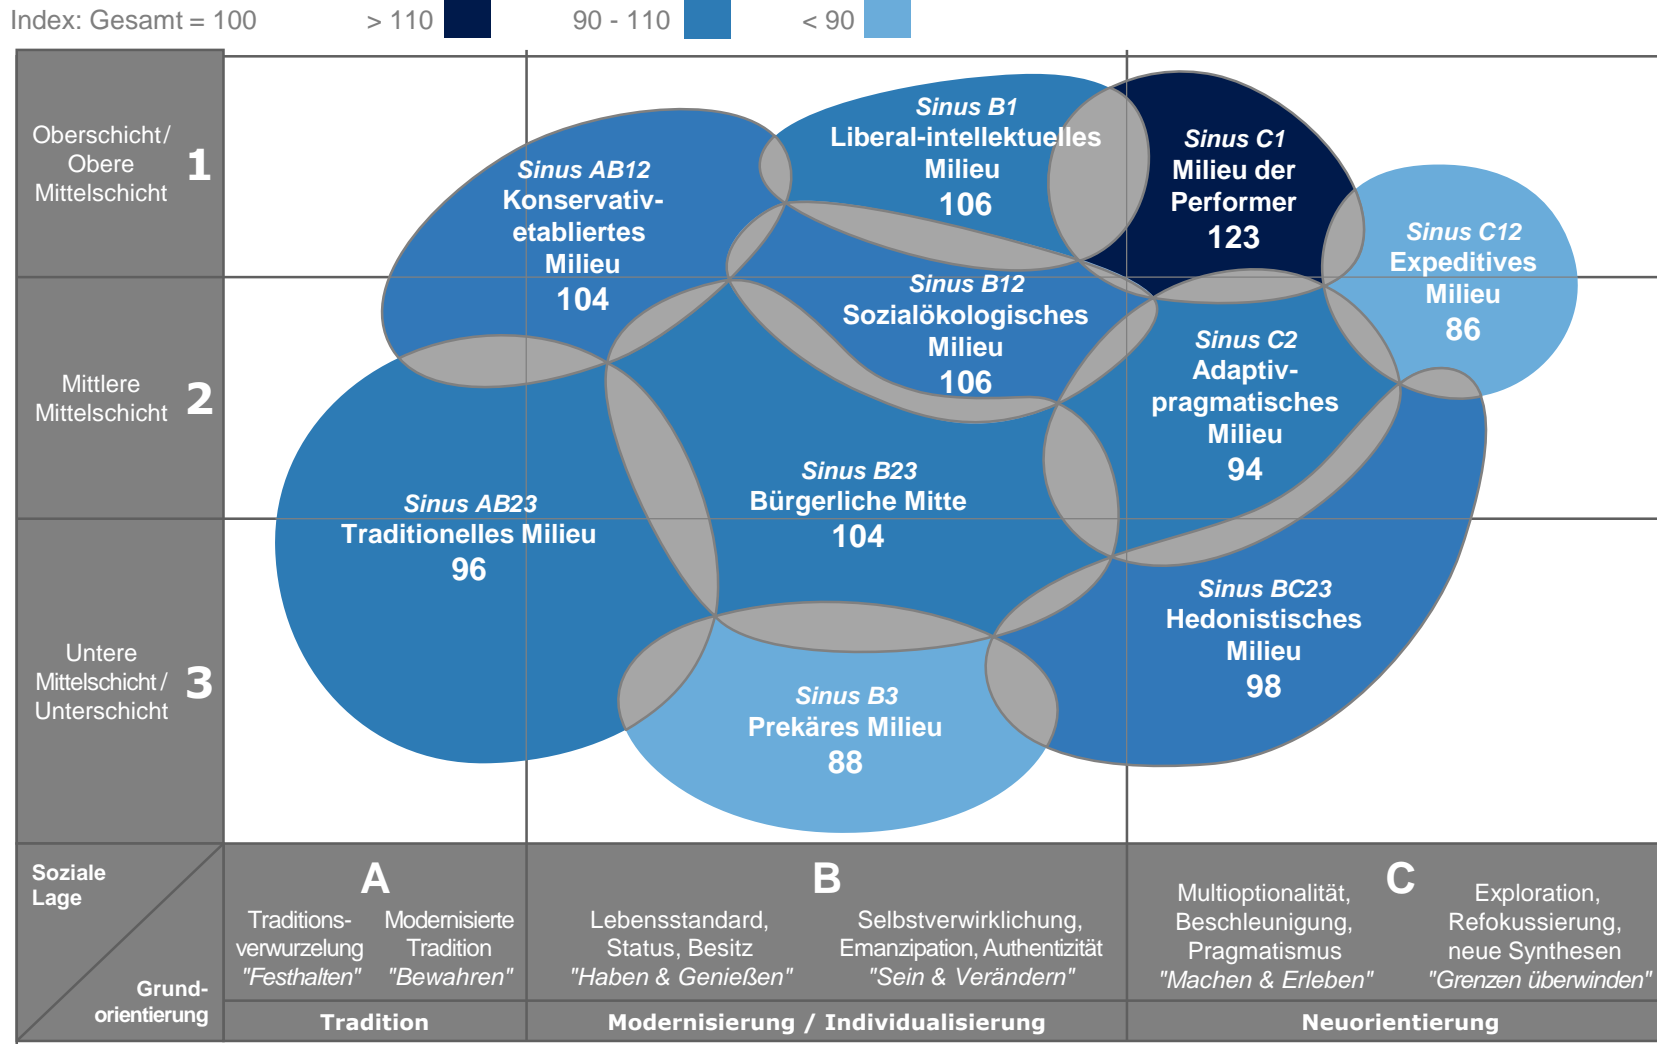 Index: Gesamt = 100
> 110
90 - 110
< 90
Oberschicht/
Obere
Mittelschicht
1
Mittlere
Mittelschicht
2
Untere
Mittelschicht /
Unterschicht
3
Sinus AB12
Konservativ-
etabliertes
Milieu
104
Sinus B1
Liberal-intellektuelles
Milieu
106
Sinus C1
Milieu der
Performer
123
Sinus C12
Expeditives
Milieu
86
Sinus B12
Sozialökologisches
Milieu
106
Sinus C2
Adaptiv-
pragmatisches
Milieu
94
Sinus AB23
Traditionelles Milieu
96
Sinus B23
Bürgerliche Mitte
104
Sinus BC23
Hedonistisches
Milieu
98
Sinus B3
Prekäres Milieu
88
Soziale
Lage
Grund-
orientierung
A
Traditions-
verwurzelung
"Festhalten"
Modernisierte
Tradition
"Bewahren"
B
Lebensstandard,
Status, Besitz
"Haben & Genießen"
Selbstverwirklichung,
Emanzipation, Authentizität
"Sein & Verändern"
C
Multioptionalität,
Beschleunigung,
Pragmatismus
"Machen & Erleben"
Exploration,
Refokussierung,
neue Synthesen
"Grenzen überwinden"
Tradition
Modernisierung / Individualisierung
Neuorientierung